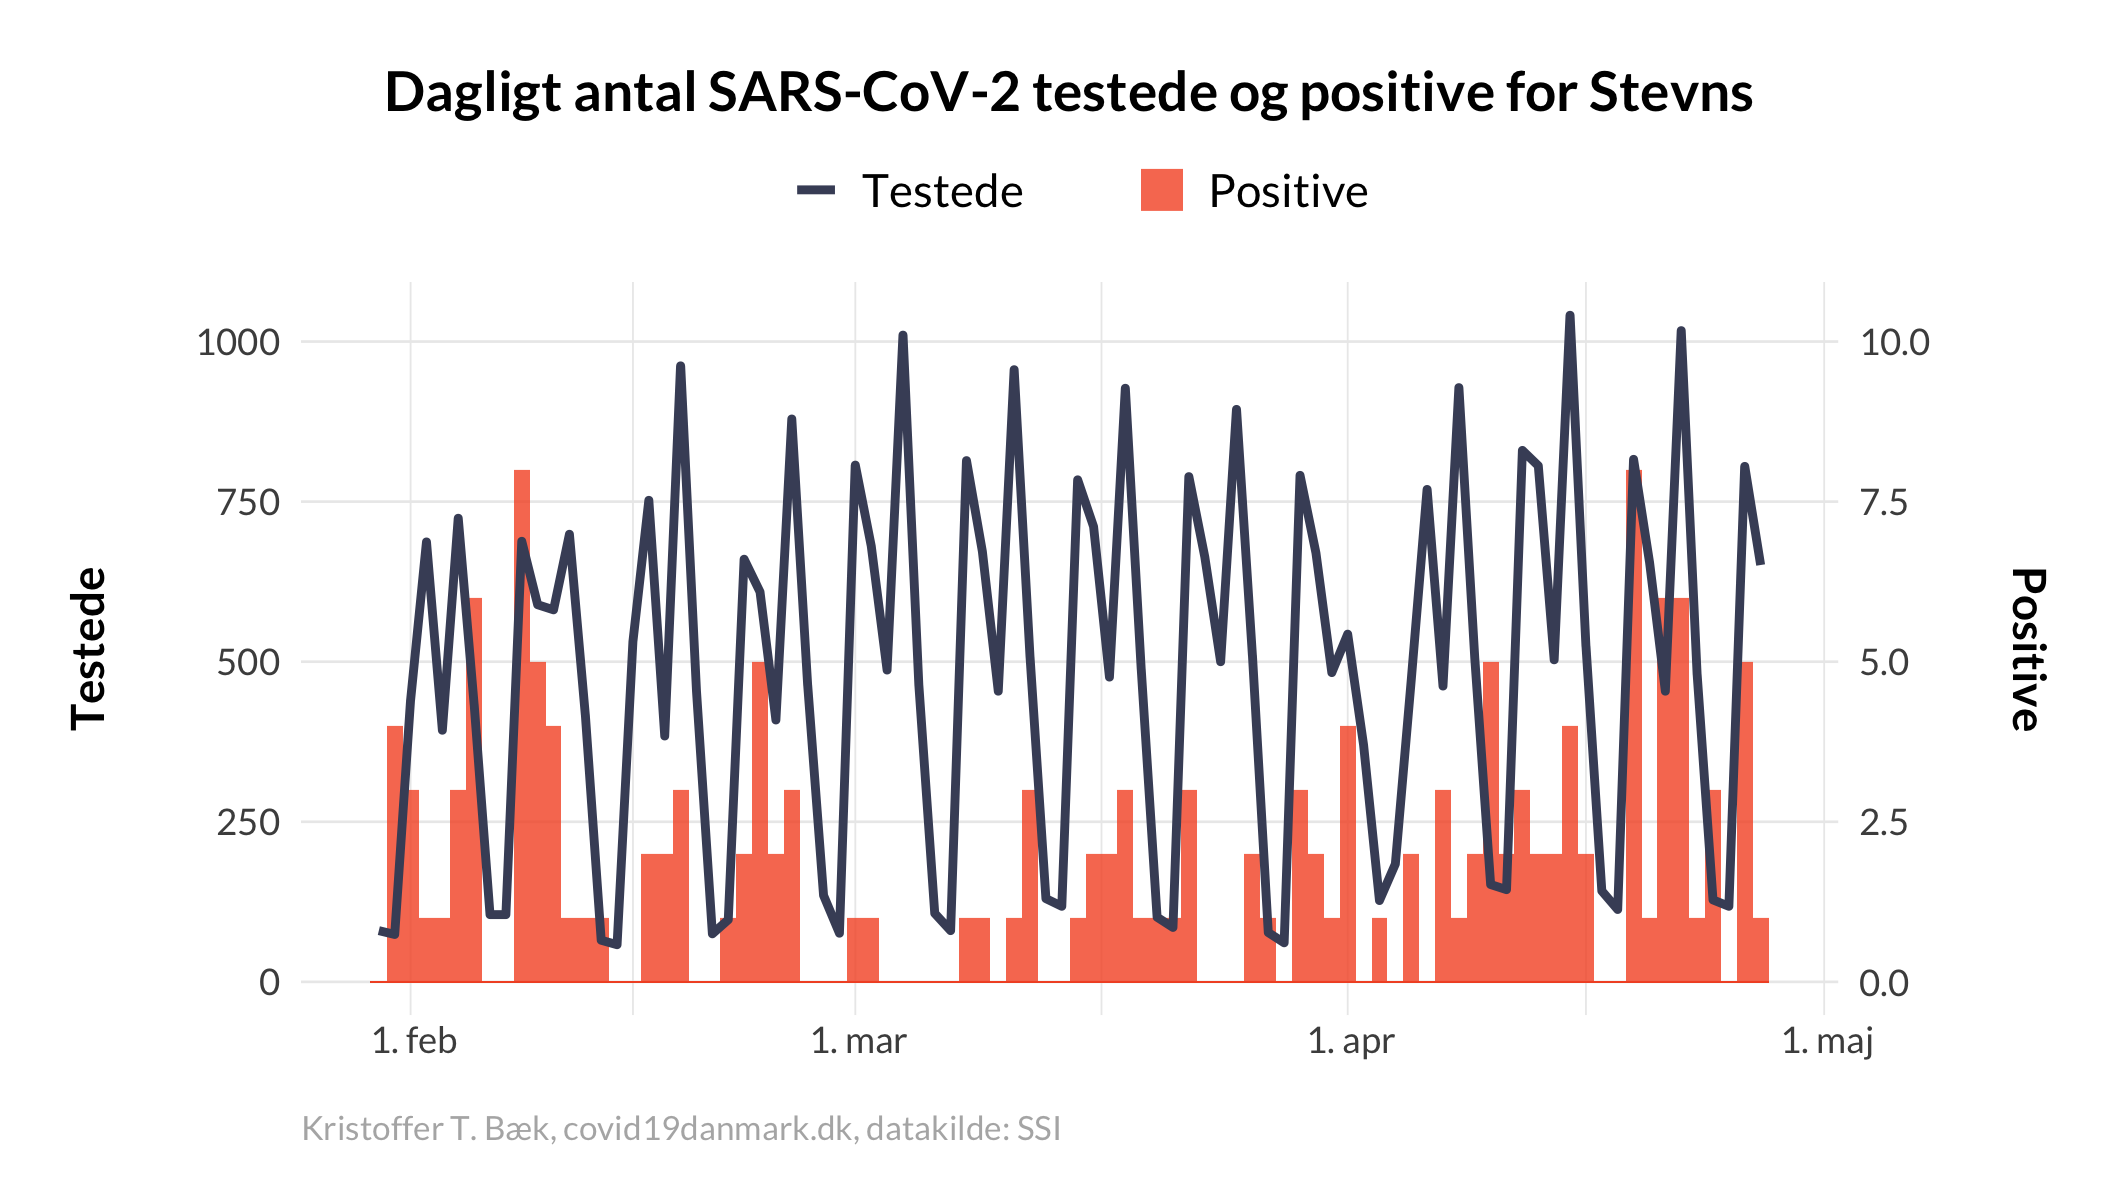 Dagligt antal SARS-CoV-2 testede og positive for Stevns
Testede
Positive
1000
750
500
250
0
10.0
7.5
5.0
2.5
0.0
Testede
Positive
1. feb
1. mar
1. apr
1. maj
Kristoffer T. Bæk, covid19danmark.dk, datakilde: SSI